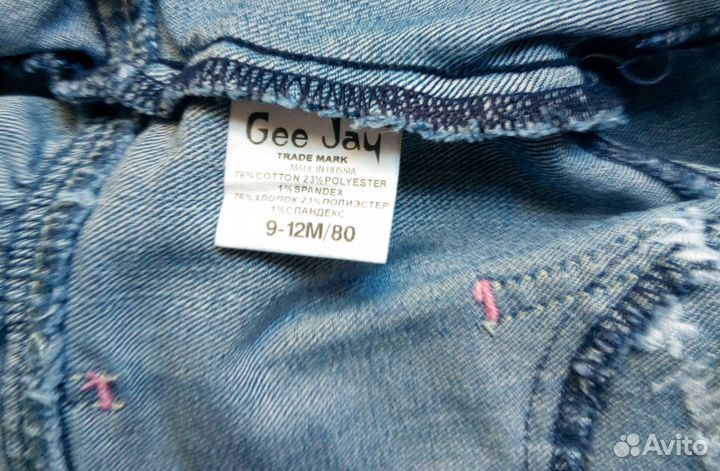 Gee Jay
TRADE MARK
MADE IN RUSSIA
76%COTTON 23%POLYESTER
1%SPANDEX
76%ХЛОПОК 23%ПОЛИЭСТЕР
1%СПАНДЕКС
9-12M/80
Avito